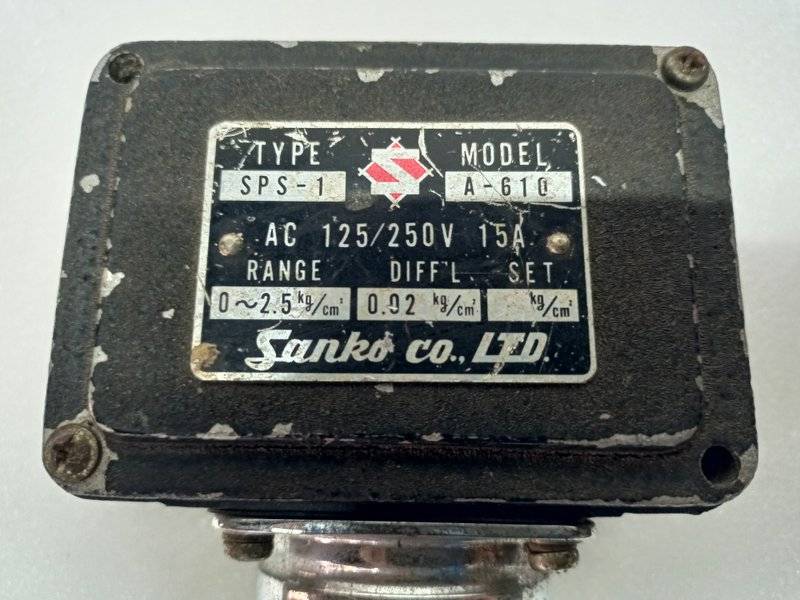 TYPE S MODEL
SPS-1 A-610
AC 125/250V 15A
RANGE DIFF'L SET
0~2.5 kg/cm² 0.02 kg/cm² kg/cm²
Sanko co., LTD.